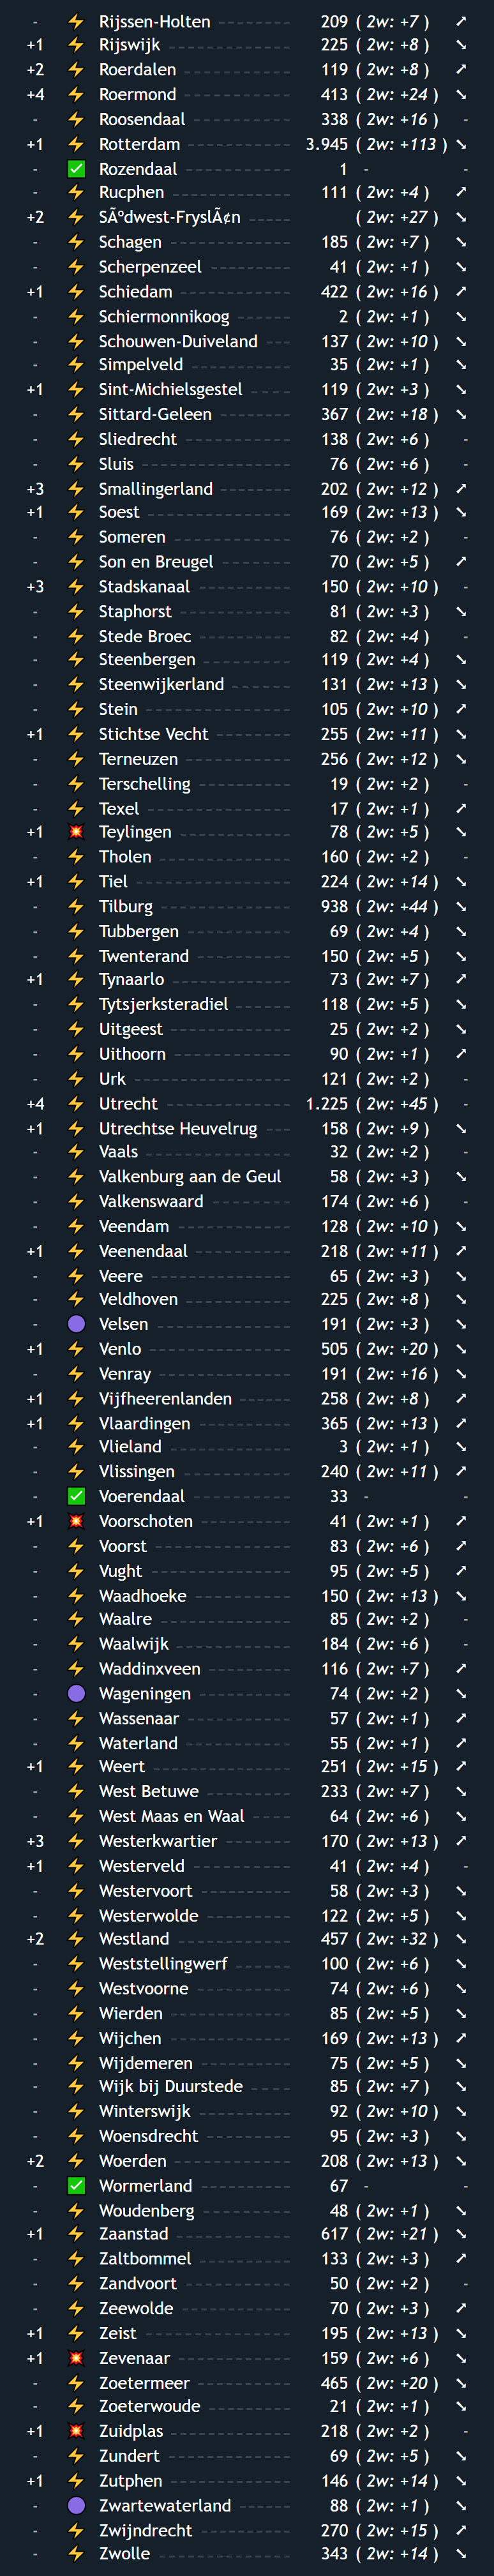 - ⚡ Rijssen-Holten 209 ( 2w: +7 ) ⭎
+1 ⚡ Rijswijk 225 ( 2w: +8 ) ↘
+2 ⚡ Roerdalen 119 ( 2w: +8 ) ↗
+4 ⚡ Roermond 413 ( 2w: +24 ) ↘
- ⚡ Roosendaal 338 ( 2w: +16 ) -
+1 ⚡ Rotterdam 3.945 ( 2w: +113 ) ↘
- ✅ Rozendaal 1 - -
- ⚡ Rucphen 111 ( 2w: +4 ) ↗
+2 ⚡ SÃºdwest-FryslÃ¢n ( 2w: +27 ) ↘
- ⚡ Schagen 185 ( 2w: +7 ) ↘
- ⚡ Scherpenzeel 41 ( 2w: +1 ) ↘
+1 ⚡ Schiedam 422 ( 2w: +16 ) ↗
- ⚡ Schiermonnikoog 2 ( 2w: +1 ) ↘
- ⚡ Schouwen-Duiveland 137 ( 2w: +10 ) ↘
- ⚡ Simpelveld 35 ( 2w: +1 ) ↘
+1 ⚡ Sint-Michielsgestel 119 ( 2w: +3 ) ↘
- ⚡ Sittard-Geleen 367 ( 2w: +18 ) ↘
- ⚡ Sliedrecht 138 ( 2w: +6 ) -
- ⚡ Sluis 76 ( 2w: +6 ) -
+3 ⚡ Smallingerland 202 ( 2w: +12 ) ↗
+1 ⚡ Soest 169 ( 2w: +13 ) ↘
- ⚡ Someren 76 ( 2w: +2 ) -
- ⚡ Son en Breugel 70 ( 2w: +5 ) ↗
+3 ⚡ Stadskanaal 150 ( 2w: +10 ) -
- ⚡ Staphorst 81 ( 2w: +3 ) ↘
- ⚡ Stede Broec 82 ( 2w: +4 ) -
- ⚡ Steenbergen 119 ( 2w: +4 ) ↘
- ⚡ Steenwijkerland 131 ( 2w: +13 ) ↘
- ⚡ Stein 105 ( 2w: +10 ) ↗
+1 ⚡ Stichtse Vecht 255 ( 2w: +11 ) ↘
- ⚡ Terneuzen 256 ( 2w: +12 ) ↘
- ⚡ Terschelling 19 ( 2w: +2 ) -
- ⚡ Texel 17 ( 2w: +1 ) ↗
+1 💥 Teylingen 78 ( 2w: +5 ) ↘
- ⚡ Tholen 160 ( 2w: +2 ) -
+1 ⚡ Tiel 224 ( 2w: +14 ) ↘
- ⚡ Tilburg 938 ( 2w: +44 ) ↘
- ⚡ Tubbergen 69 ( 2w: +4 ) ↘
- ⚡ Twenterand 150 ( 2w: +5 ) ↘
+1 ⚡ Tynaarlo 73 ( 2w: +7 ) ↗
- ⚡ Tytsjerksteradiel 118 ( 2w: +5 ) ↘
- ⚡ Uitgeest 25 ( 2w: +2 ) ↘
- ⚡ Uithoorn 90 ( 2w: +1 ) ↗
- ⚡ Urk 121 ( 2w: +2 ) -
+4 ⚡ Utrecht 1.225 ( 2w: +45 ) -
+1 ⚡ Utrechtse Heuvelrug 158 ( 2w: +9 ) ↘
- ⚡ Vaals 32 ( 2w: +2 ) -
- ⚡ Valkenburg aan de Geul 58 ( 2w: +3 ) ↘
- ⚡ Valkenswaard 174 ( 2w: +6 ) -
- ⚡ Veendam 128 ( 2w: +10 ) ↘
+1 ⚡ Veenendaal 218 ( 2w: +11 ) ↗
- ⚡ Veere 65 ( 2w: +3 ) ↘
- ⚡ Veldhoven 225 ( 2w: +8 ) ↘
- 🟣 Velsen 191 ( 2w: +3 ) ↘
+1 ⚡ Venlo 505 ( 2w: +20 ) ↘
- ⚡ Venray 191 ( 2w: +16 ) ↘
+1 ⚡ Vijfheerenlanden 258 ( 2w: +8 ) ↗
+1 ⚡ Vlaardingen 365 ( 2w: +13 ) ↗
- ⚡ Vlieland 3 ( 2w: +1 ) ↘
- ⚡ Vlissingen 240 ( 2w: +11 ) ↗
- ✅ Voerendaal 33 - -
+1 💥 Voorschoten 41 ( 2w: +1 ) ↗
- ⚡ Voorst 83 ( 2w: +6 ) ↗
- ⚡ Vught 95 ( 2w: +5 ) ↗
- ⚡ Waadhoeke 150 ( 2w: +13 ) ↘
- ⚡ Waalre 85 ( 2w: +2 ) -
- ⚡ Waalwijk 184 ( 2w: +6 ) -
- ⚡ Waddinxveen 116 ( 2w: +7 ) ↗
- 🟣 Wageningen 74 ( 2w: +2 ) ↘
- ⚡ Wassenaar 57 ( 2w: +1 ) ↗
- ⚡ Waterland 55 ( 2w: +1 ) ↗
+1 ⚡ Weert 251 ( 2w: +15 ) ↗
- ⚡ West Betuwe 233 ( 2w: +7 ) ↘
- ⚡ West Maas en Waal 64 ( 2w: +6 ) ↘
+3 ⚡ Westerkwartier 170 ( 2w: +13 ) ↗
+1 ⚡ Westerveld 41 ( 2w: +4 ) -
- ⚡ Westervoort 58 ( 2w: +3 ) ↘
- ⚡ Westerwolde 122 ( 2w: +5 ) ↘
+2 ⚡ Westland 457 ( 2w: +32 ) ↘
- ⚡ Weststellingwerf 100 ( 2w: +6 ) ↘
- ⚡ Westvoorne 74 ( 2w: +6 ) ↘
- ⚡ Wierden 85 ( 2w: +5 ) ↘
- ⚡ Wijchen 169 ( 2w: +13 ) ↗
- ⚡ Wijdemeren 75 ( 2w: +5 ) ↘
- ⚡ Wijk bij Duurstede 85 ( 2w: +7 ) ↘
- ⚡ Winterswijk 92 ( 2w: +10 ) ↘
- ⚡ Woensdrecht 95 ( 2w: +3 ) ↘
+2 ⚡ Woerden 208 ( 2w: +13 ) ↘
- ✅ Wormerland 67 - -
- ⚡ Woudenberg 48 ( 2w: +1 ) ↘
+1 ⚡ Zaanstad 617 ( 2w: +21 ) ↘
- ⚡ Zaltbommel 133 ( 2w: +3 ) ↗
- ⚡ Zandvoort 50 ( 2w: +2 ) -
- ⚡ Zeewolde 70 ( 2w: +3 ) ↗
+1 ⚡ Zeist 195 ( 2w: +13 ) ↘
+1 💥 Zevenaar 159 ( 2w: +6 ) ↘
- ⚡ Zoetermeer 465 ( 2w: +20 ) ↘
- ⚡ Zoeterwoude 21 ( 2w: +1 ) ↘
+1 💥 Zuidplas 218 ( 2w: +2 ) -
- ⚡ Zundert 69 ( 2w: +5 ) ↘
+1 ⚡ Zutphen 146 ( 2w: +14 ) ↘
- 🟣 Zwartewaterland 88 ( 2w: +1 ) ↘
- ⚡ Zwijndrecht 270 ( 2w: +15 ) ↗
- ⚡ Zwolle 343 ( 2w: +14 ) ↘